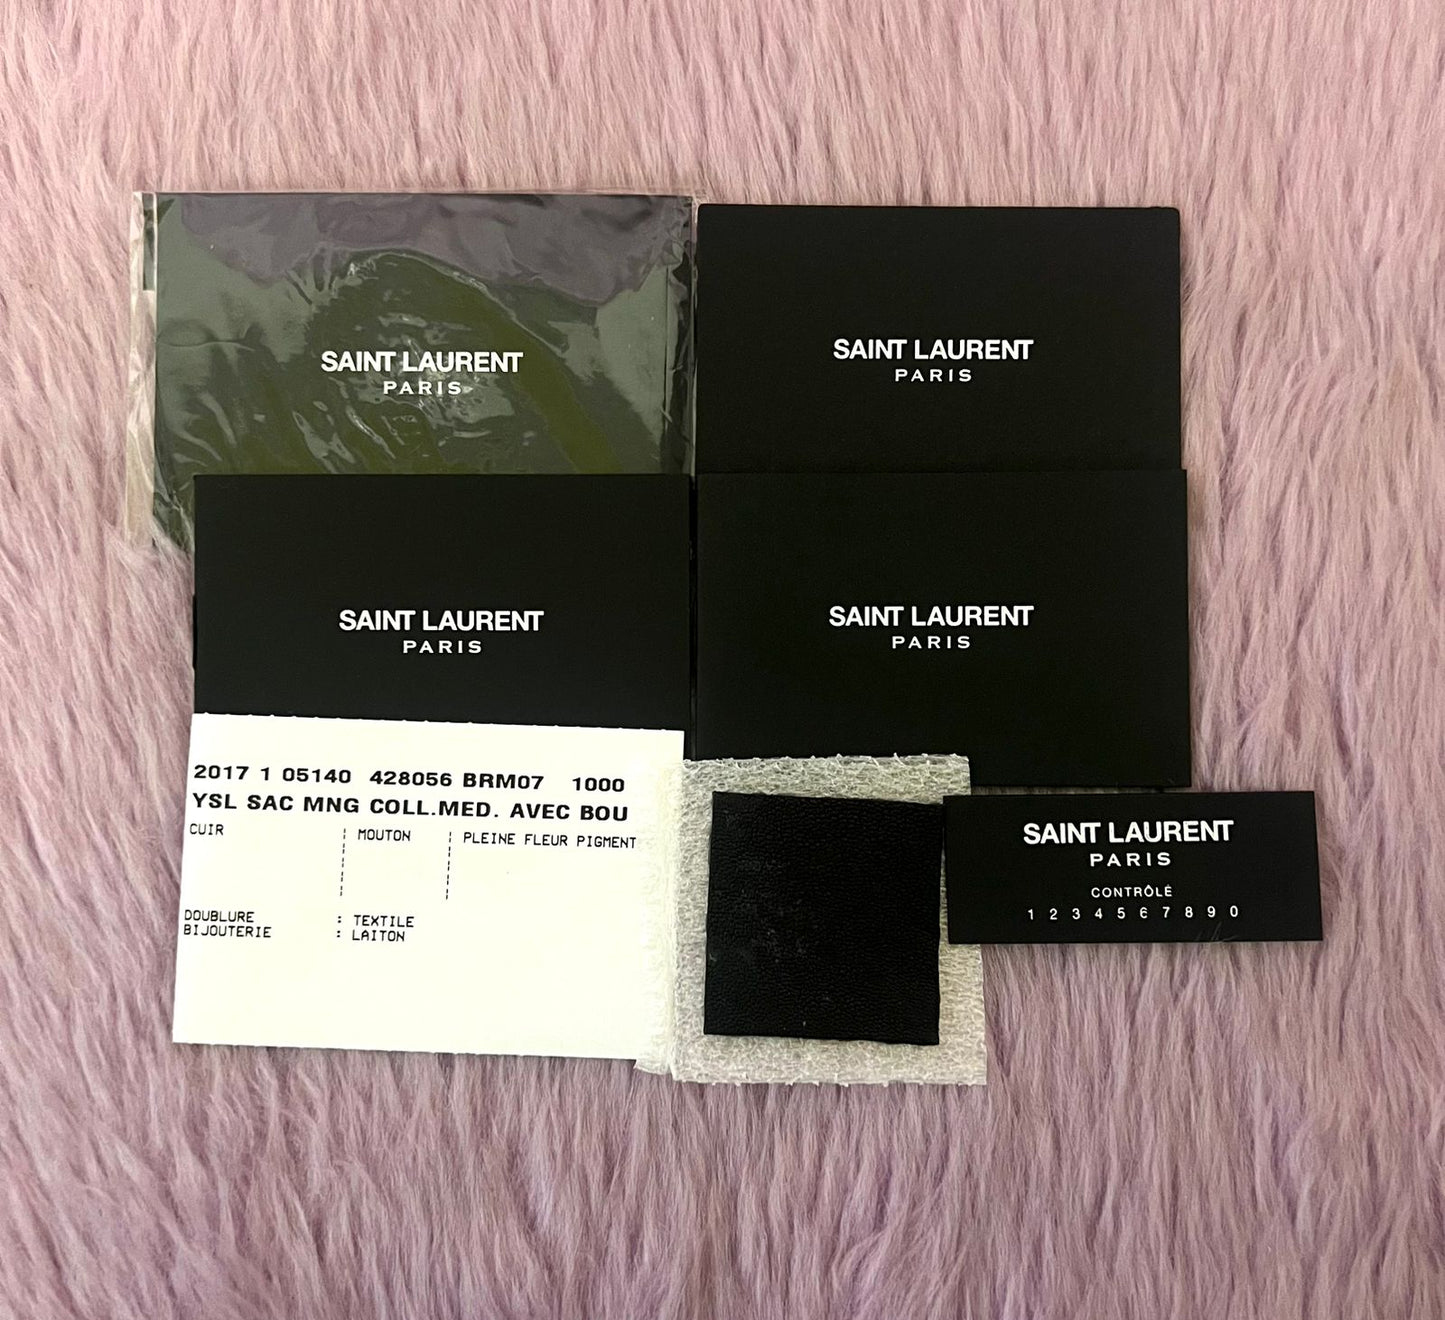 SAINT LAURENT
PARIS
SAINT LAURENT
PARIS
SAINT LAURENT
PARIS
SAINT LAURENT
PARIS
2017 1 05140 428056 BRM07 1000
YSL SAC MNG COLL.MED. AVEC BOU
CUIR ¦ MOUTON ¦ PLEINE FLEUR PIGMENT
DOUBLURE : TEXTILE
BIJOUTERIE : LAITON
SAINT LAURENT
PARIS
CONTRÔLÉ
1 2 3 4 5 6 7 8 9 0